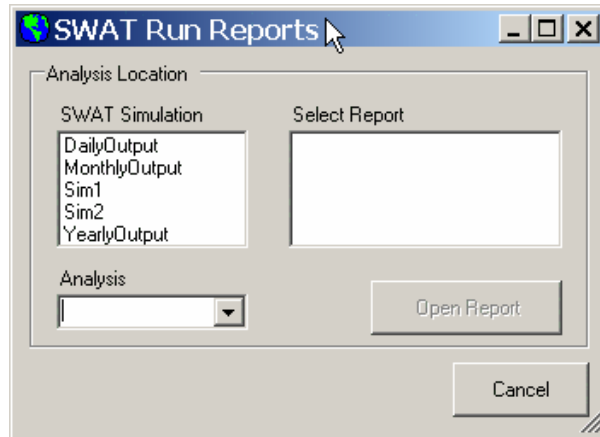 SWAT Run Reports
Analysis Location
SWAT Simulation
Select Report
DailyOutput
MonthlyOutput
Sim1
Sim2
YearlyOutput
Analysis
Open Report
Cancel